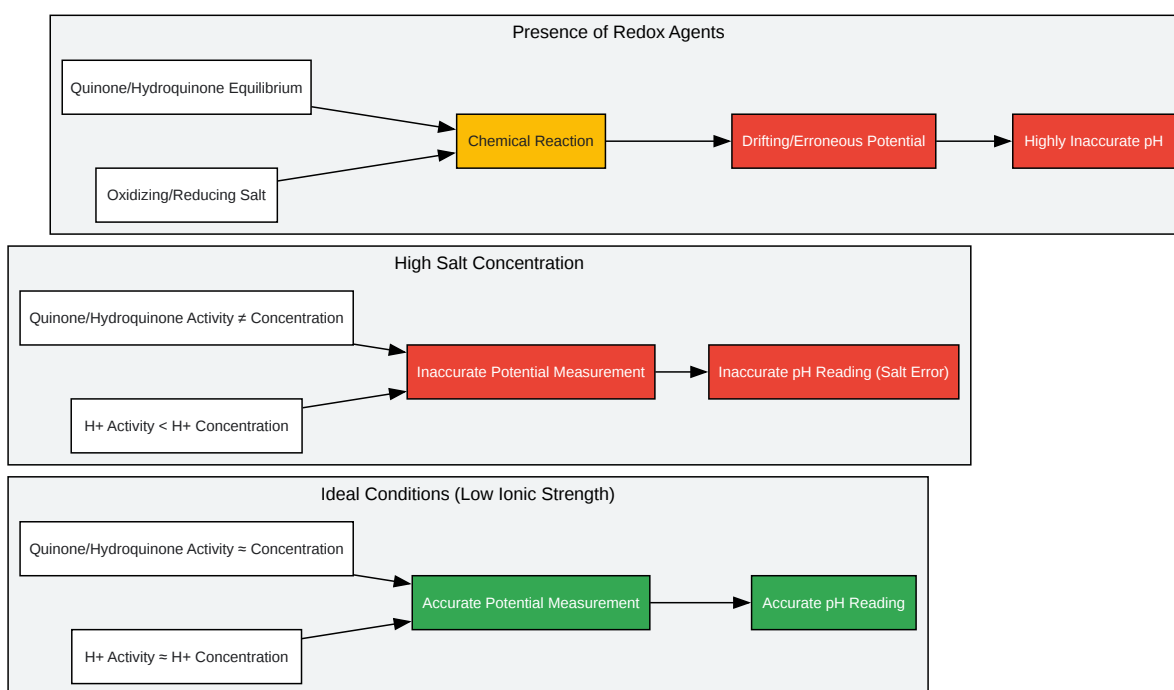 Presence of Redox Agents
Quinone/Hydroquinone Equilibrium
Oxidizing/Reducing Salt
Chemical Reaction
Drifting/Erroneous Potential
Highly Inaccurate pH
High Salt Concentration
Quinone/Hydroquinone Activity ≠ Concentration
H+ Activity < H+ Concentration
Inaccurate Potential Measurement
Inaccurate pH Reading (Salt Error)
Ideal Conditions (Low Ionic Strength)
Quinone/Hydroquinone Activity ≈ Concentration
H+ Activity ≈ H+ Concentration
Accurate Potential Measurement
Accurate pH Reading